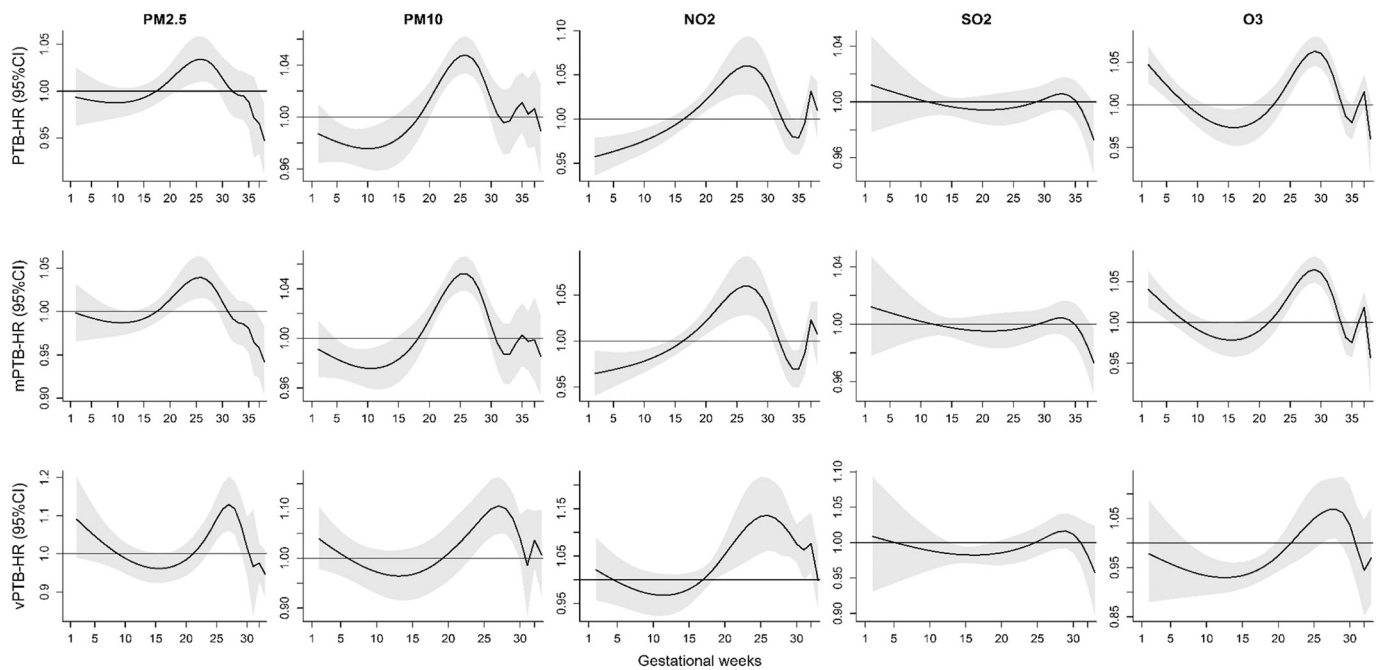 PM2.5 PM10 NO2 SO2 O3
PTB-HR (95%CI)
0.95 1.00 1.05
1 5 10 15 20 25 30 35
0.96 1.00 1.04
1 5 10 15 20 25 30 35
0.95 1.00 1.05 1.10
1 5 10 15 20 25 30 35
0.96 1.00 1.04
1 5 10 15 20 25 30 35
0.95 1.00 1.05
1 5 10 15 20 25 30 35
mPTB-HR (95%CI)
0.90 0.95 1.00 1.05
1 5 10 15 20 25 30 35
0.96 1.00 1.04
1 5 10 15 20 25 30 35
0.95 1.00 1.05
1 5 10 15 20 25 30 35
0.96 1.00 1.04
1 5 10 15 20 25 30 35
0.95 1.00 1.05
1 5 10 15 20 25 30 35
vPTB-HR (95%CI)
0.9 1.0 1.1 1.2
1 5 10 15 20 25 30
0.90 1.00 1.10
1 5 10 15 20 25 30
0.95 1.05 1.15
1 5 10 15 20 25 30
0.90 0.95 1.00 1.05 1.10
1 5 10 15 20 25 30
0.85 0.95 1.05
1 5 10 15 20 25 30
Gestational weeks